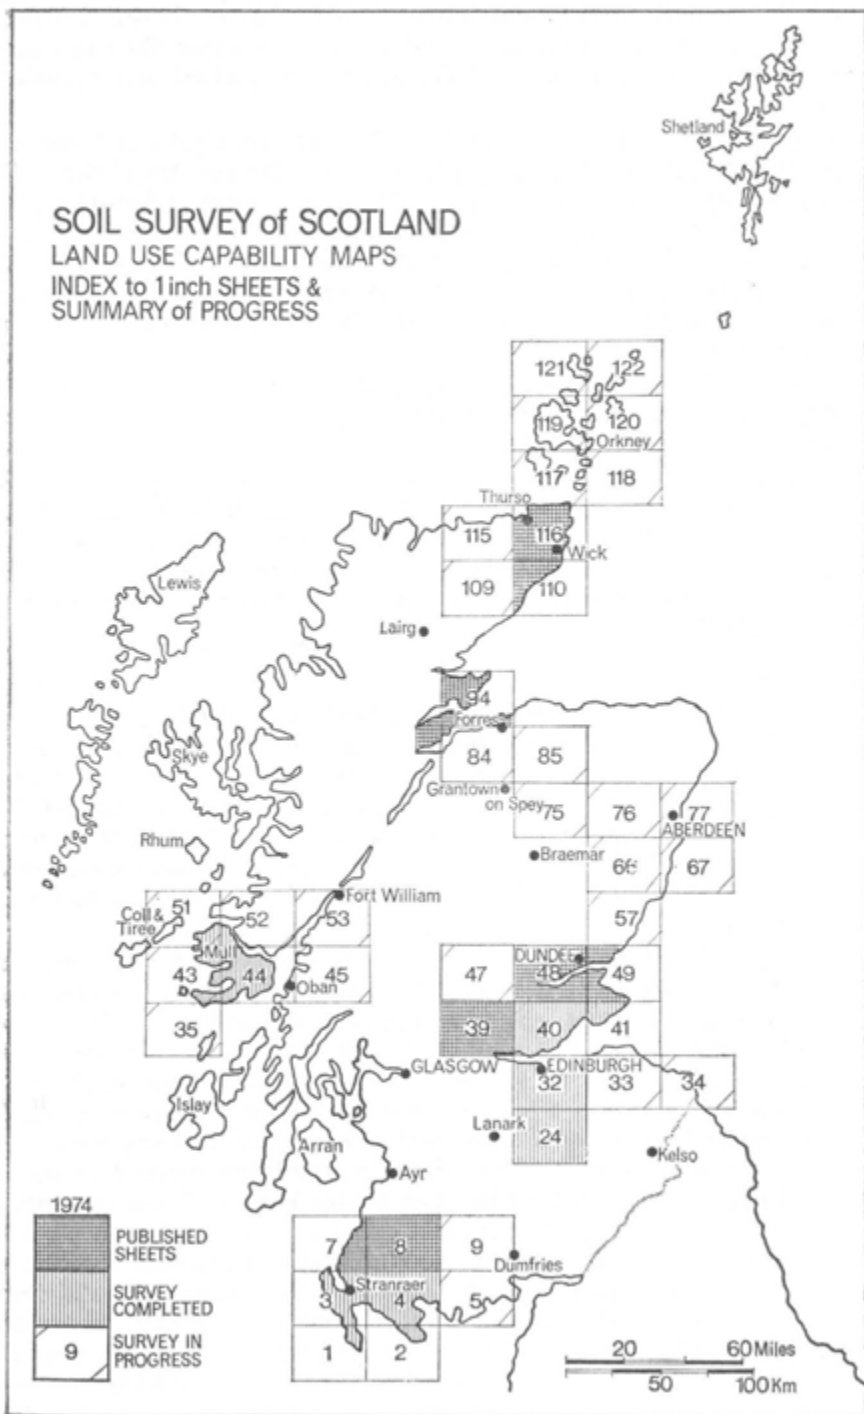 Shetland
SOIL SURVEY of SCOTLAND
LAND USE CAPABILITY MAPS
INDEX to 1 inch SHEETS &
SUMMARY of PROGRESS
121 122
119 120
Orkney
117 118
Thurso
115 116
Wick
Lewis
109 110
Lairg
94
Forres
Skye
84 85
Grantown
on Spey
75 76 77
ABERDEEN
Rhum
Braemar
66 67
Fort William
51 52 53
Coll &
Tiree
57
Mull
DUNDEE
43 44 45 47 48 49
Oban
35 39 40 41
GLASGOW
EDINBURGH
32 33 34
Islay
Lanark
24
Arran
Kelso
Ayr
1974
PUBLISHED
SHEETS
7 8 9
Dumfries
SURVEY
COMPLETED
Stranraer
3 4 5
9
SURVEY IN
PROGRESS
1 2
20 60 Miles
50 100 Km